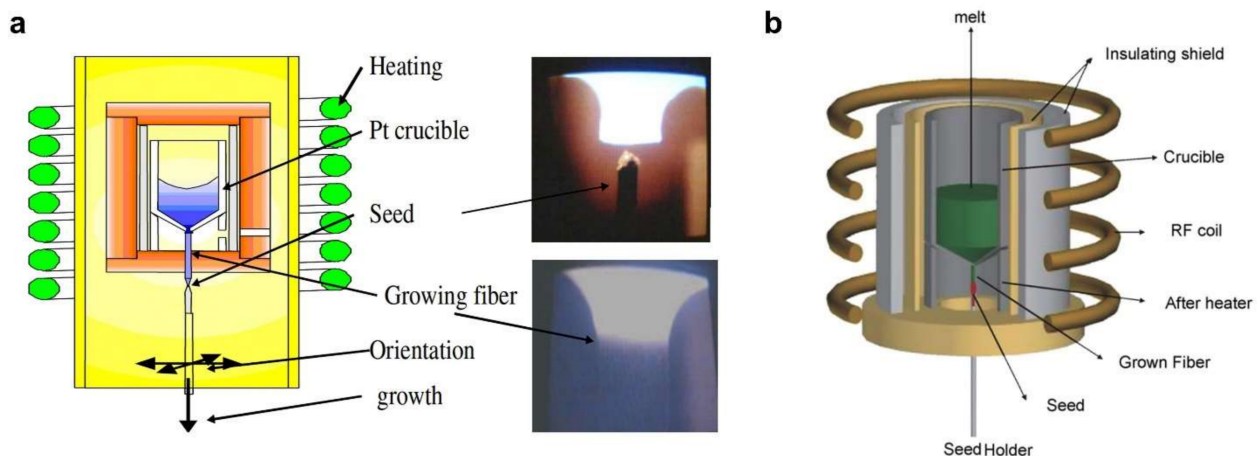 a
Heating
Pt crucible
Seed
Growing fiber
Orientation
growth
b
melt
Insulating shield
Crucible
RF coil
After heater
Grown Fiber
Seed
Seed Holder